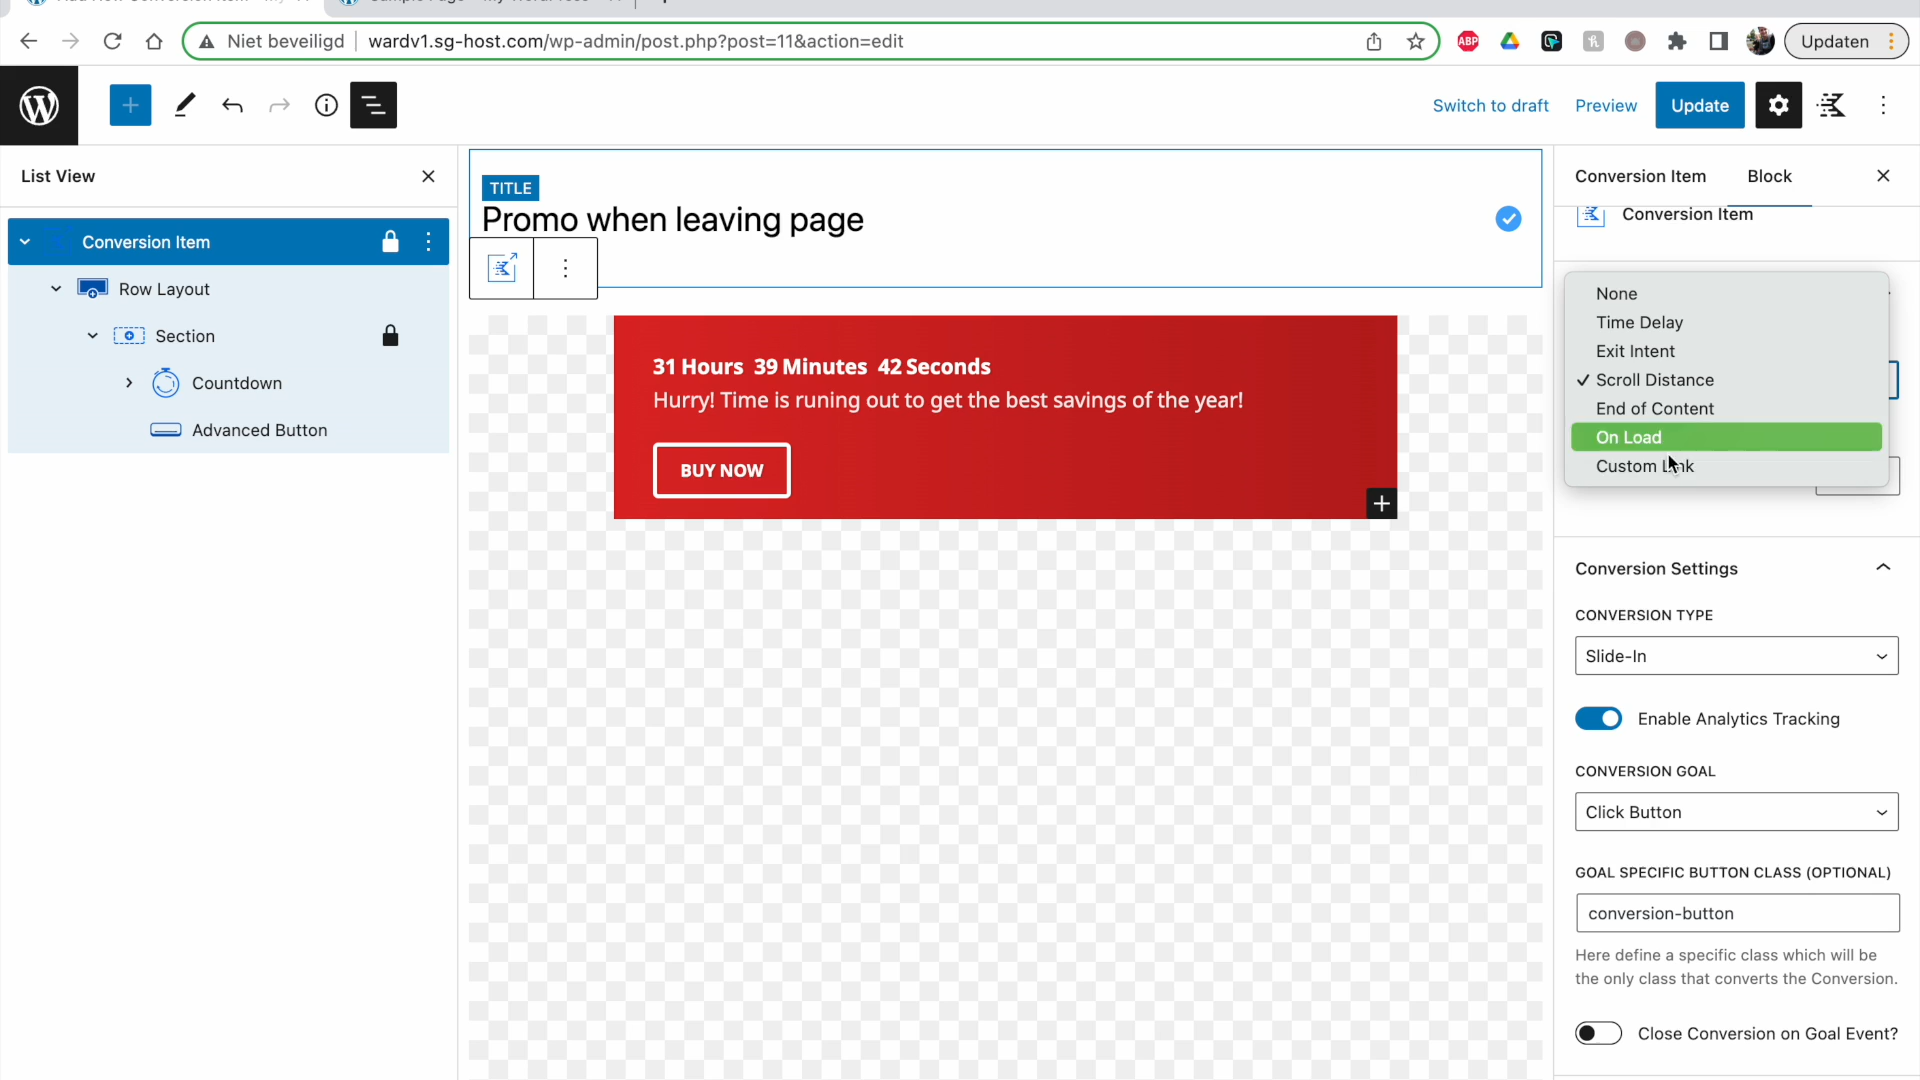 Niet beveiligd
wardv1.sg-host.com/wp-admin/post.php?post=11&action=edit
ABP
Updaten
Switch to draft
Preview
Update
List View
Conversion Item
Row Layout
Section
Countdown
Advanced Button
TITLE
Promo when leaving page
31 Hours 39 Minutes 42 Seconds
Hurry! Time is runing out to get the best savings of the year!
BUY NOW
Conversion Item
Block
Conversion Item
None
Time Delay
Exit Intent
✓ Scroll Distance
End of Content
On Load
Custom Link
Conversion Settings
CONVERSION TYPE
Slide-In
Enable Analytics Tracking
CONVERSION GOAL
Click Button
GOAL SPECIFIC BUTTON CLASS (OPTIONAL)
conversion-button
Here define a specific class which will be
the only class that converts the Conversion.
Close Conversion on Goal Event?